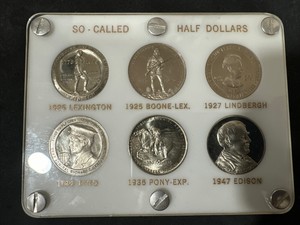 SO-CALLED HALF DOLLARS
1925 LEXINGTON 1925 BOONE-LEX. 1927 LINDBERGH
1935 PONY-EXP. 1947 EDISON